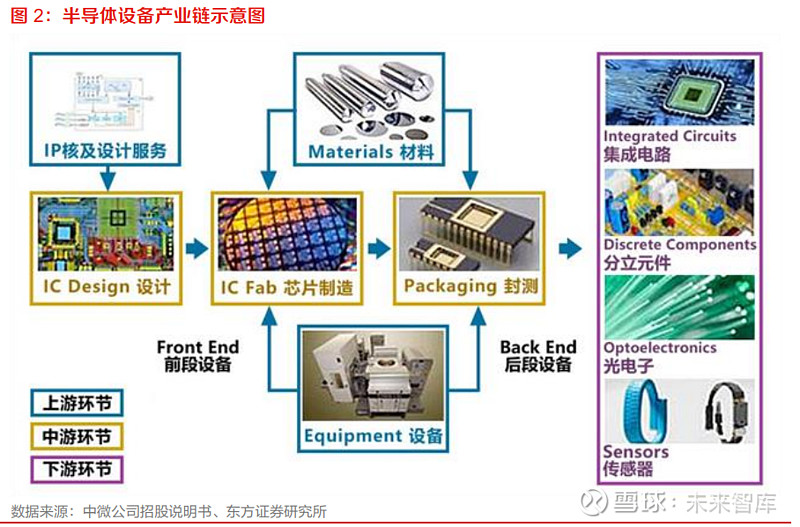 图 2：半导体设备产业链示意图
IP核及设计服务
Materials 材料
IC Design 设计
IC Fab 芯片制造
Packaging 封测
Integrated Circuits
集成电路
Discrete Components
分立元件
Optoelectronics
光电子
Sensors
传感器
Front End
前段设备
Back End
后段设备
Equipment 设备
上游环节
中游环节
下游环节
数据来源：中微公司招股说明书、东方证券研究所
雪球：未来智库